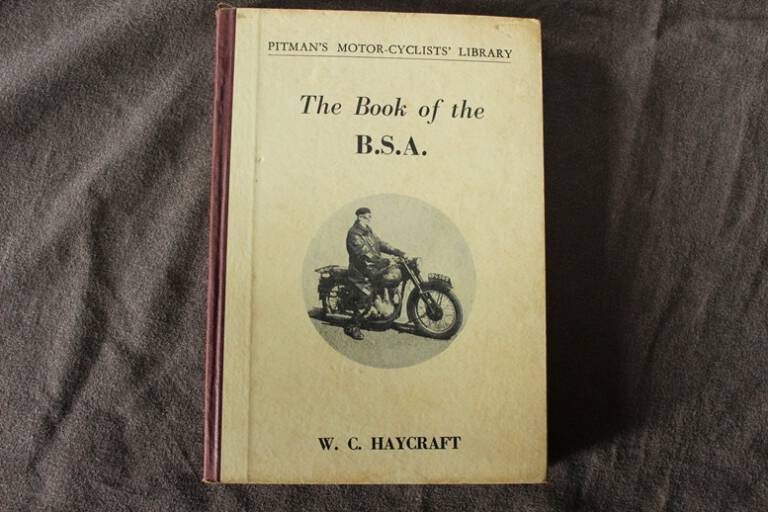 PITMAN'S MOTOR-CYCLISTS' LIBRARY
The Book of the
B.S.A.
W. C. HAYCRAFT